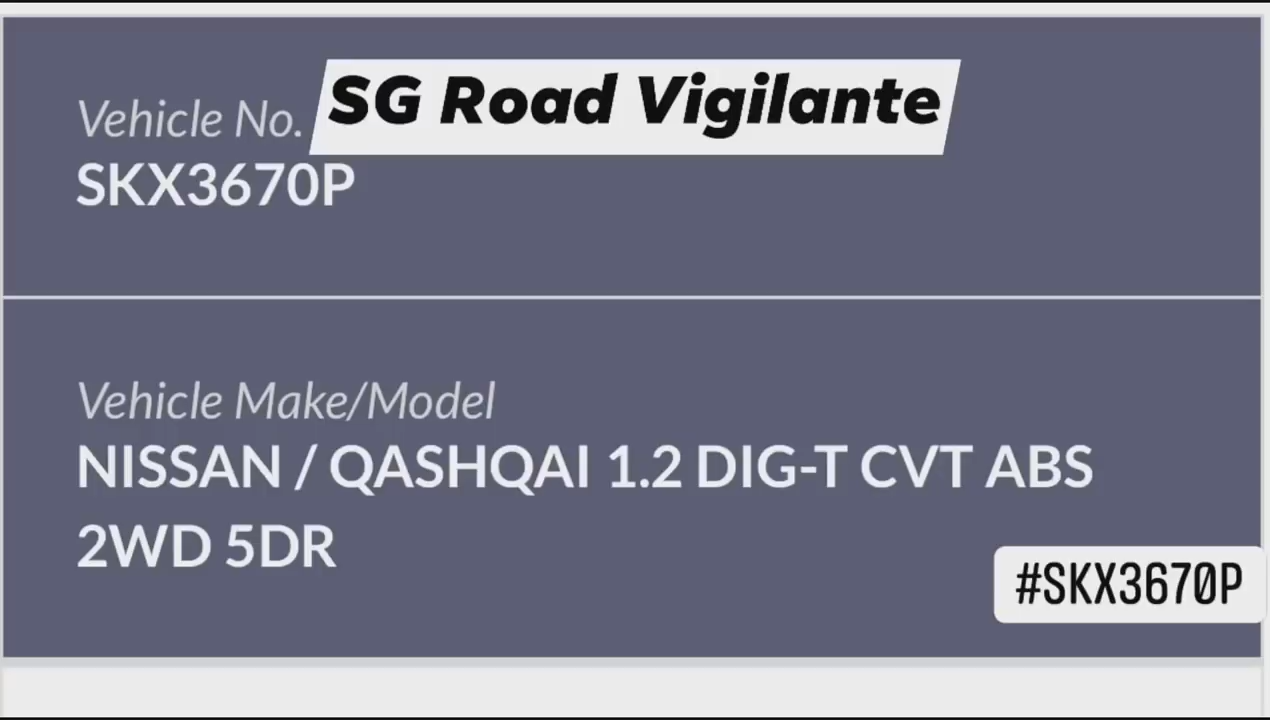 SG Road Vigilante
Vehicle No.
SKX3670P
Vehicle Make/Model
NISSAN / QASHQAI 1.2 DIG-T CVT ABS
2WD 5DR
#SKX3670P